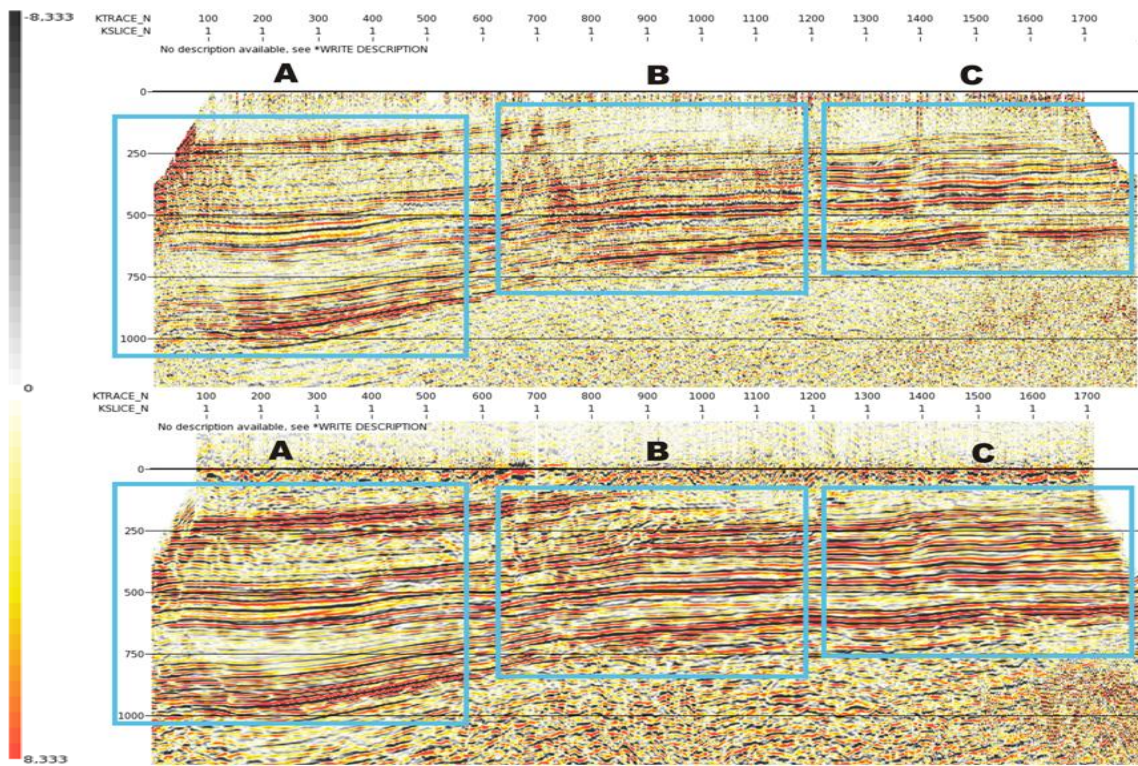 -8.333
0
8.333
KTRACE_N 100 200 300 400 500 600 700 800 900 1000 1100 1200 1300 1400 1500 1600 1700
KSLICE_N 1 1 1 1 1 1 1 1 1 1 1 1 1 1 1 1 1
No description available, see *WRITE DESCRIPTION
A B C
0
250
500
750
1000
KTRACE_N 100 200 300 400 500 600 700 800 900 1000 1100 1200 1300 1400 1500 1600 1700
KSLICE_N 1 1 1 1 1 1 1 1 1 1 1 1 1 1 1 1 1
No description available, see *WRITE DESCRIPTION
A B C
0
250
500
750
1000